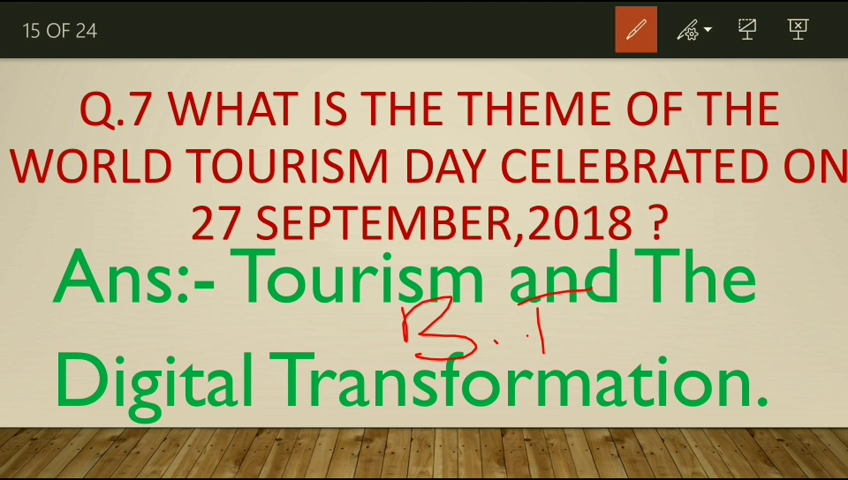 15 OF 24
Q.7 WHAT IS THE THEME OF THE
WORLD TOURISM DAY CELEBRATED ON
27 SEPTEMBER,2018 ?
Ans:- Tourism and The
B. T
Digital Transformation.